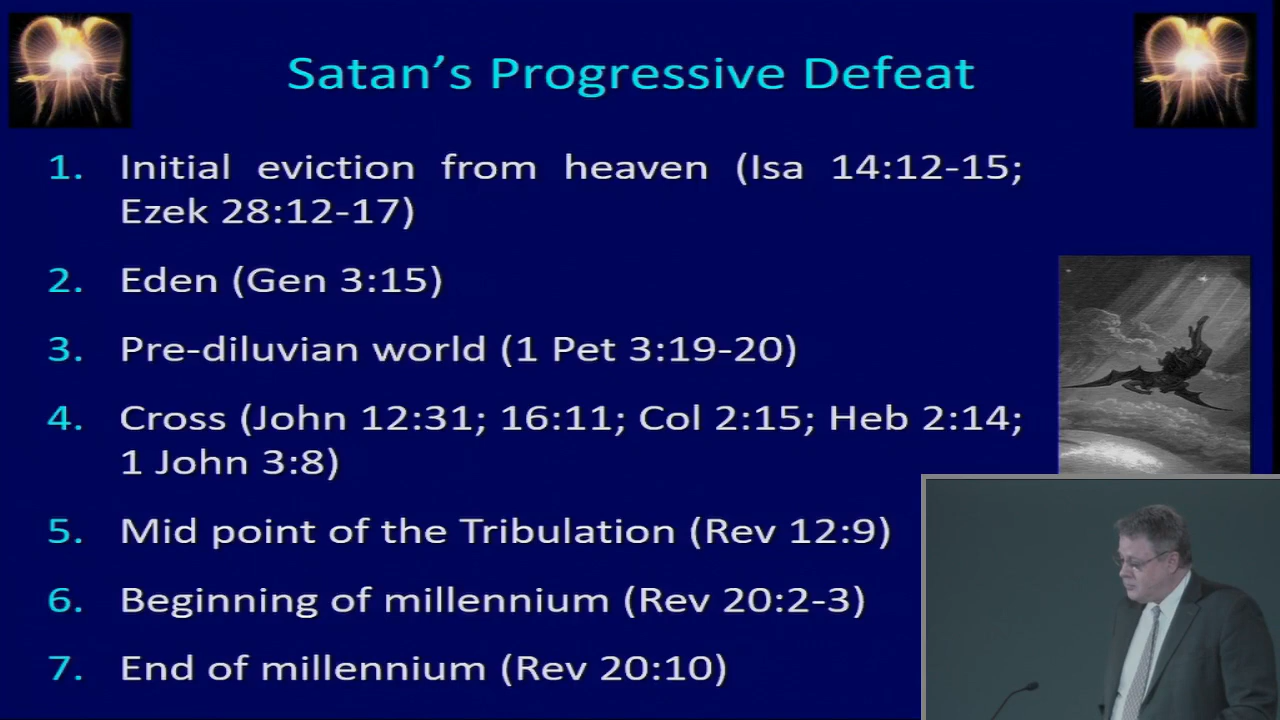 Satan's Progressive Defeat
1. Initial eviction from heaven (Isa 14:12-15;
Ezek 28:12-17)
2. Eden (Gen 3:15)
3. Pre-diluvian world (1 Pet 3:19-20)
4. Cross (John 12:31; 16:11; Col 2:15; Heb 2:14;
1 John 3:8)
5. Mid point of the Tribulation (Rev 12:9)
6. Beginning of millennium (Rev 20:2-3)
7. End of millennium (Rev 20:10)